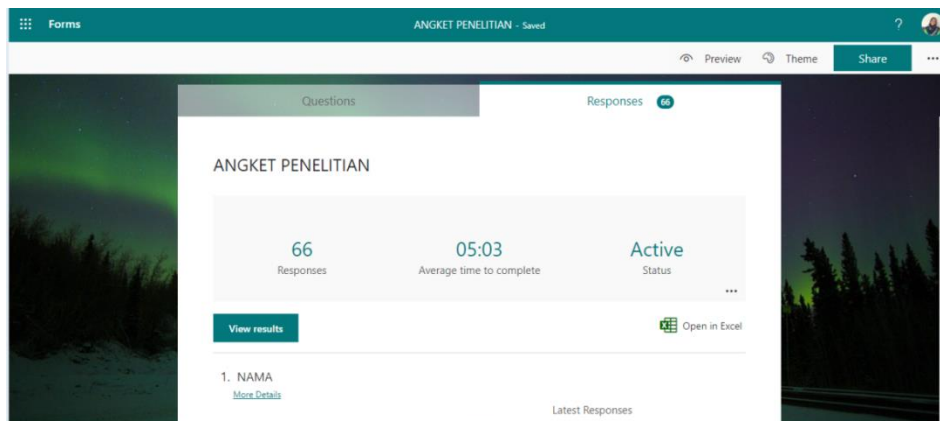 Forms
ANGKET PENELITIAN - Saved
?
Preview
Theme
Share
Questions
Responses 66
ANGKET PENELITIAN
66
Responses
05:03
Average time to complete
Active
Status
View results
Open in Excel
1. NAMA
More Details
Latest Responses